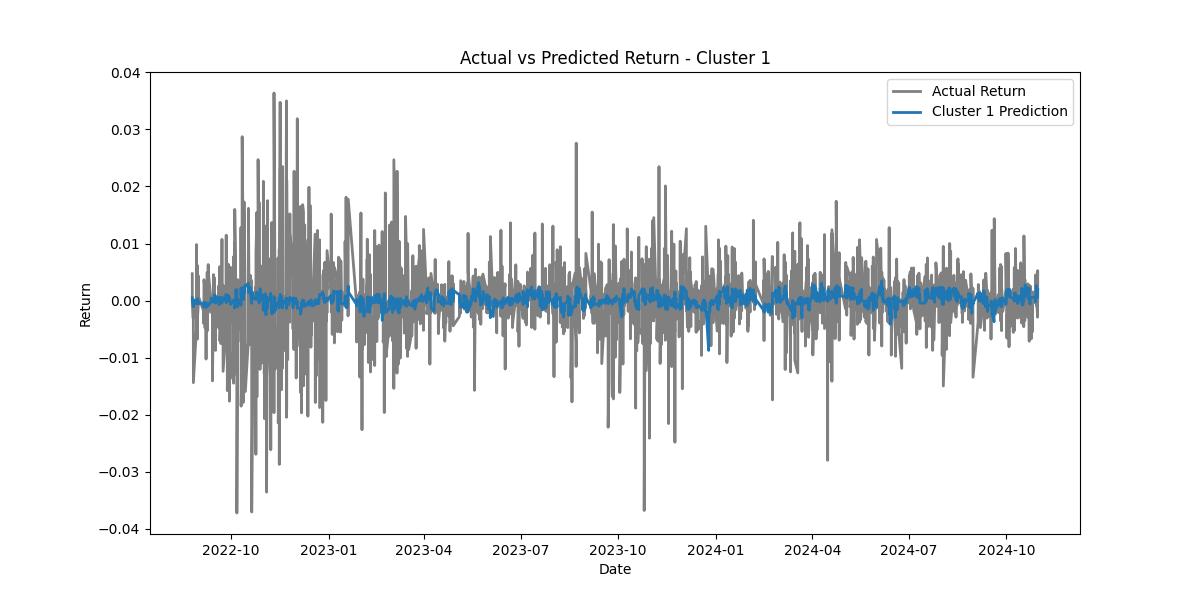 Actual vs Predicted Return - Cluster 1
Actual Return
Cluster 1 Prediction
Return
0.04
0.03
0.02
0.01
0.00
−0.01
−0.02
−0.03
−0.04
2022-10 2023-01 2023-04 2023-07 2023-10 2024-01 2024-04 2024-07 2024-10
Date